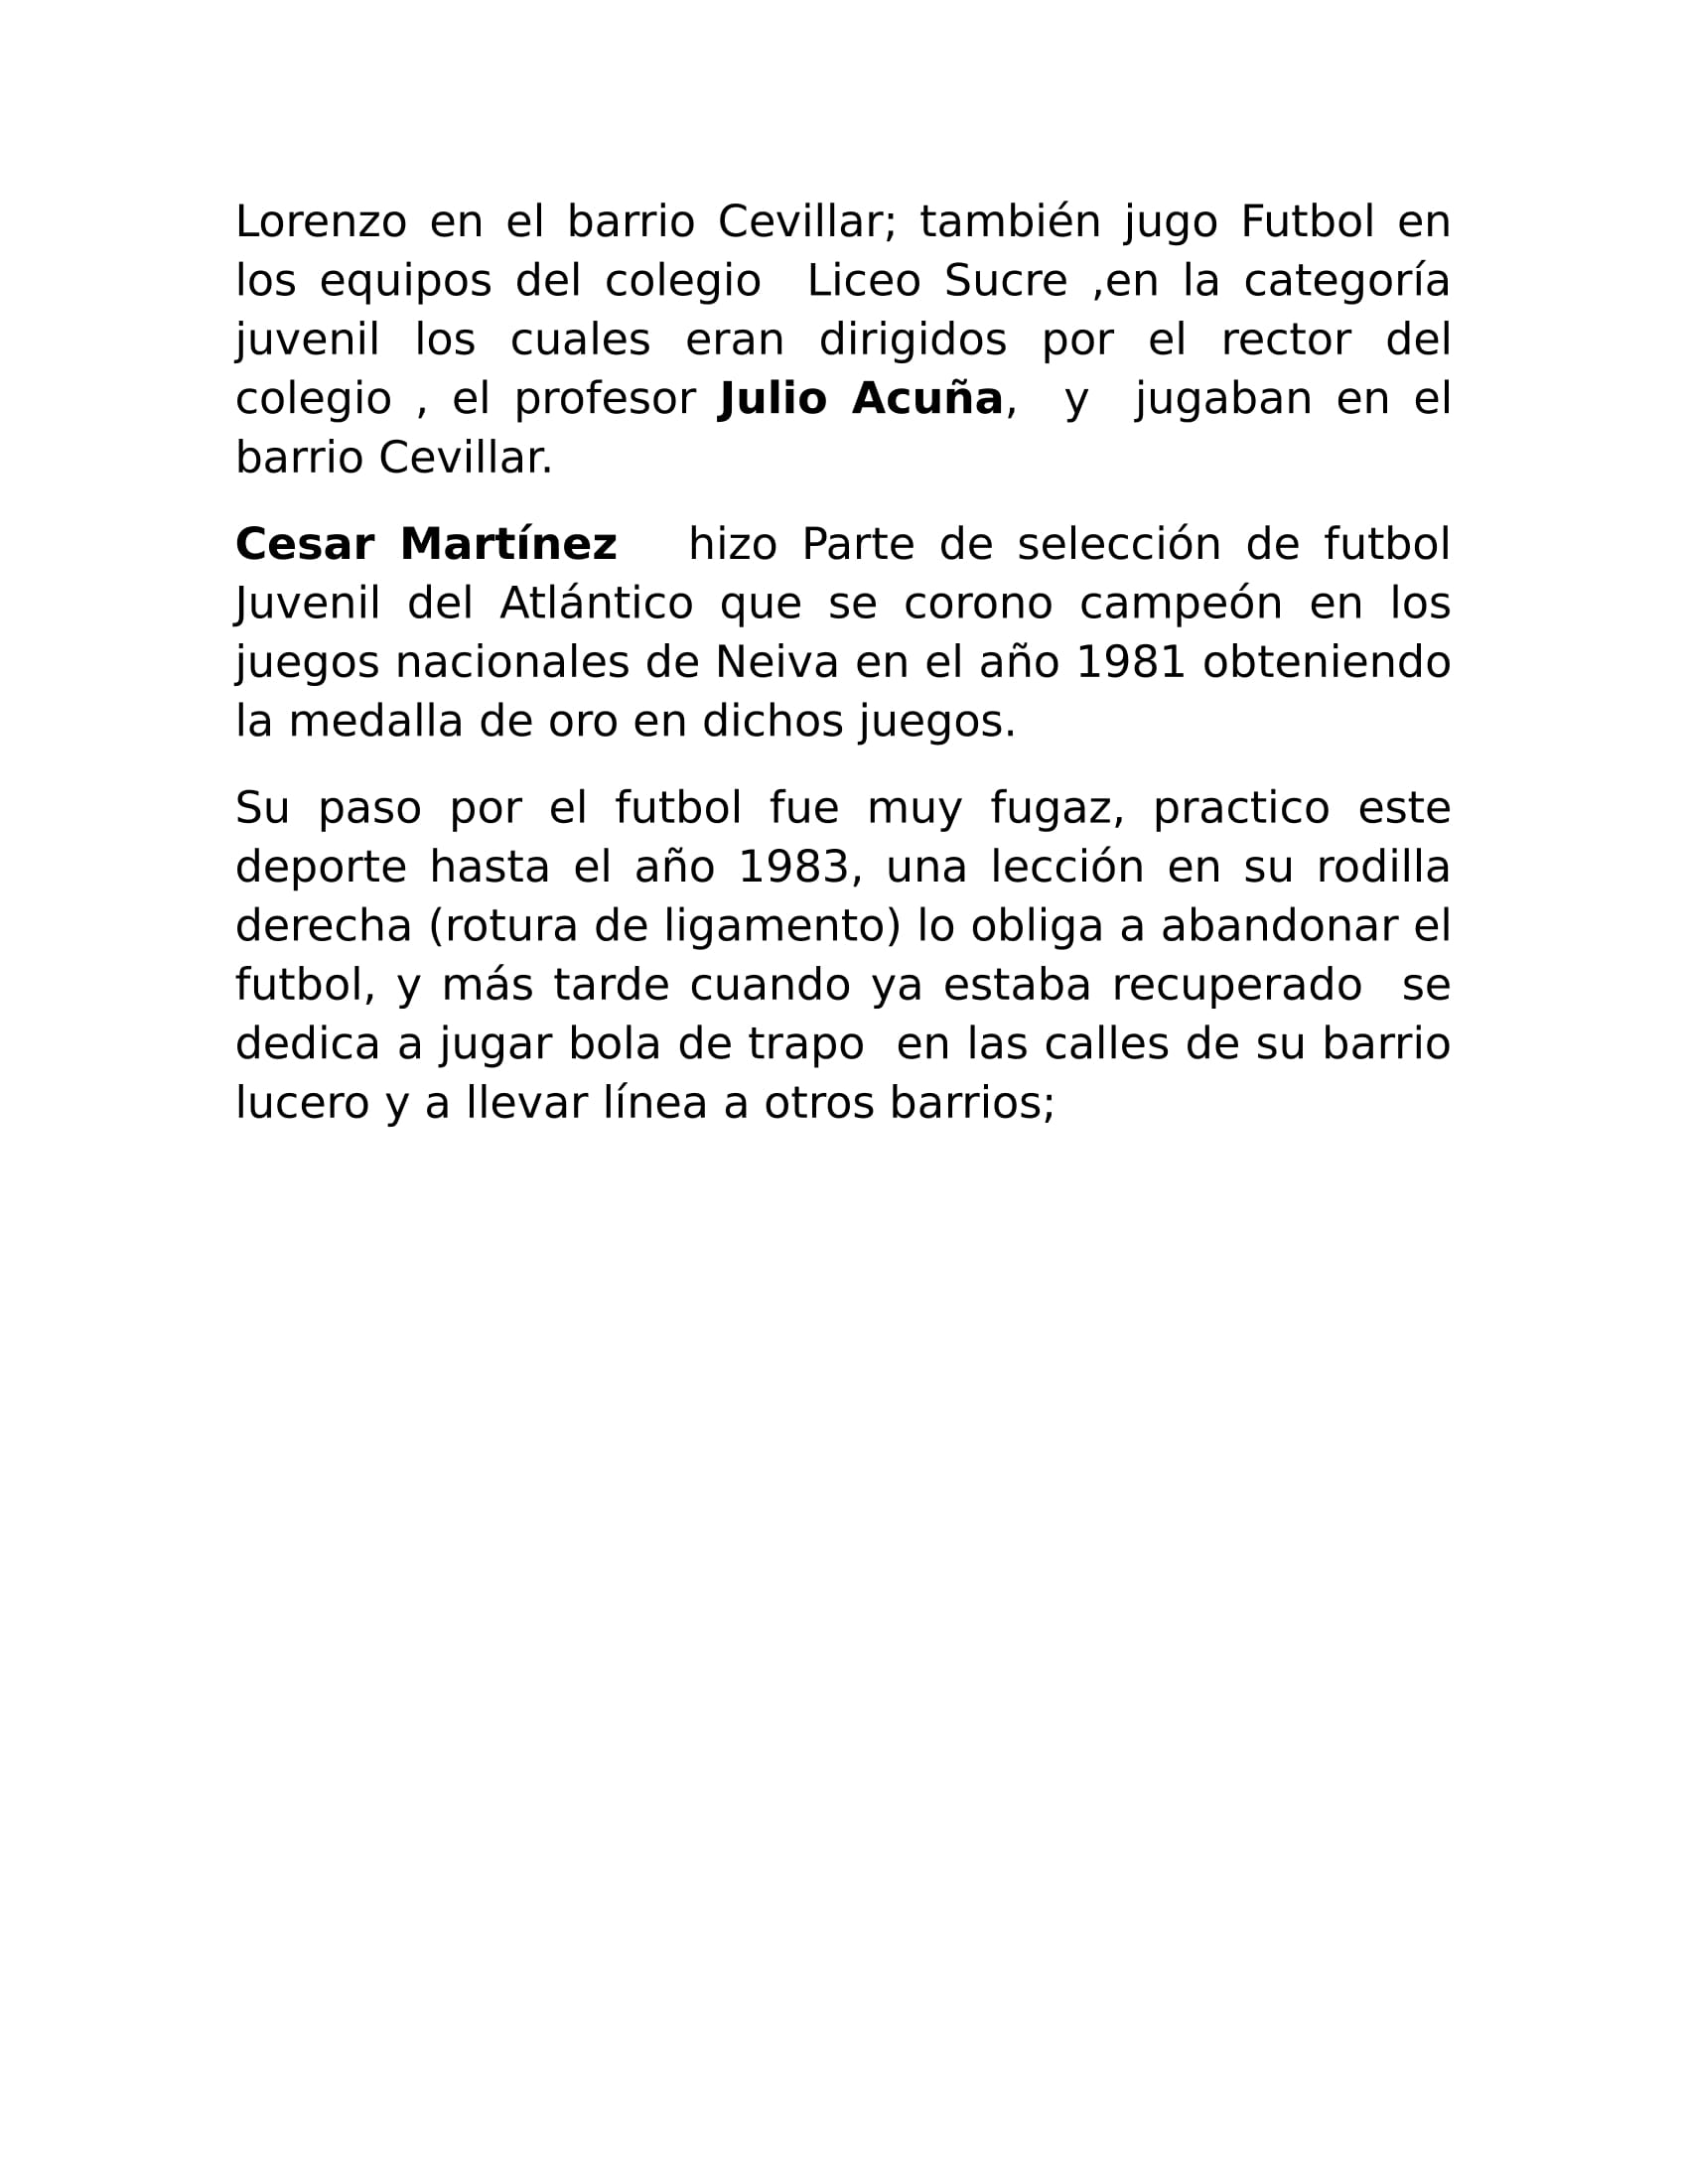 Lorenzo en el barrio Cevillar; también jugo Futbol en
los equipos del colegio  Liceo Sucre ,en la categoría
juvenil los cuales eran dirigidos por el rector del
colegio , el profesor Julio Acuña,  y  jugaban en el
barrio Cevillar.
Cesar Martínez   hizo Parte de selección de futbol
Juvenil del Atlántico que se corono campeón en los
juegos nacionales de Neiva en el año 1981 obteniendo
la medalla de oro en dichos juegos.
Su paso por el futbol fue muy fugaz, practico este
deporte hasta el año 1983, una lección en su rodilla
derecha (rotura de ligamento) lo obliga a abandonar el
futbol, y más tarde cuando ya estaba recuperado  se
dedica a jugar bola de trapo  en las calles de su barrio
lucero y a llevar línea a otros barrios;